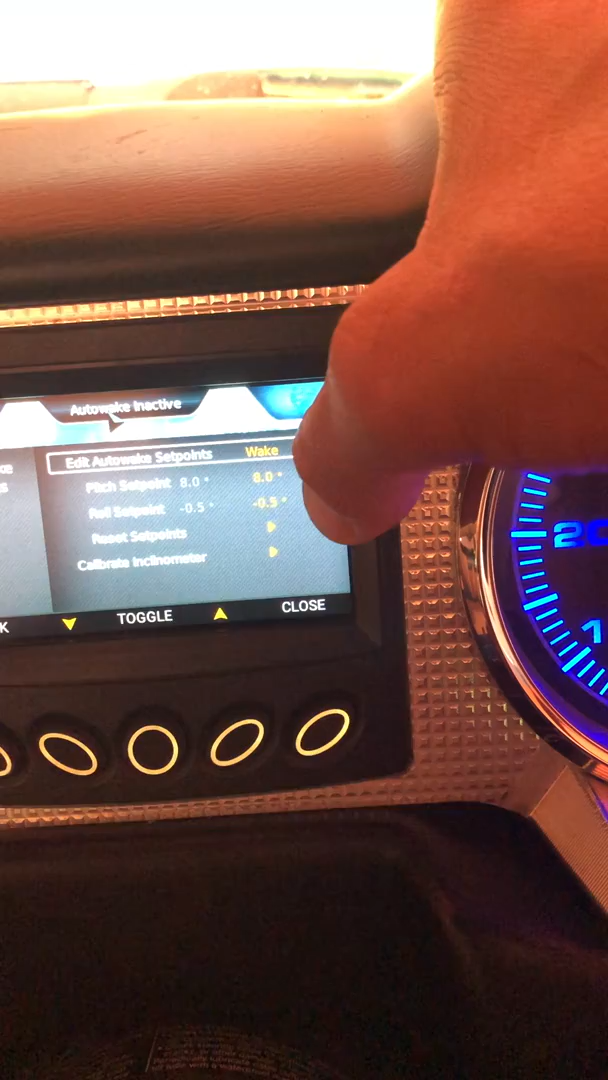 Autowake Inactive
Edit Autowake Setpoints Wake
Pitch Setpoint 8.0 ° 8.0 °
Roll Setpoint -0.5 ° -0.5 °
Reset Setpoints
Calibrate Inclinometer
TOGGLE CLOSE
20